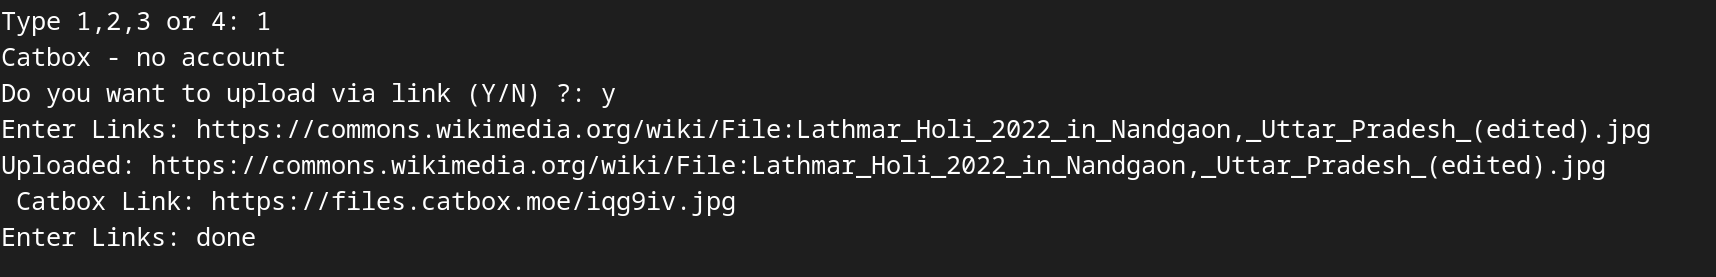 Type 1,2,3 or 4: 1
Catbox - no account
Do you want to upload via link (Y/N) ?: y
Enter Links: https://commons.wikimedia.org/wiki/File:Lathmar_Holi_2022_in_Nandgaon,_Uttar_Pradesh_(edited).jpg
Uploaded: https://commons.wikimedia.org/wiki/File:Lathmar_Holi_2022_in_Nandgaon,_Uttar_Pradesh_(edited).jpg
 Catbox Link: https://files.catbox.moe/iqg9iv.jpg
Enter Links: done